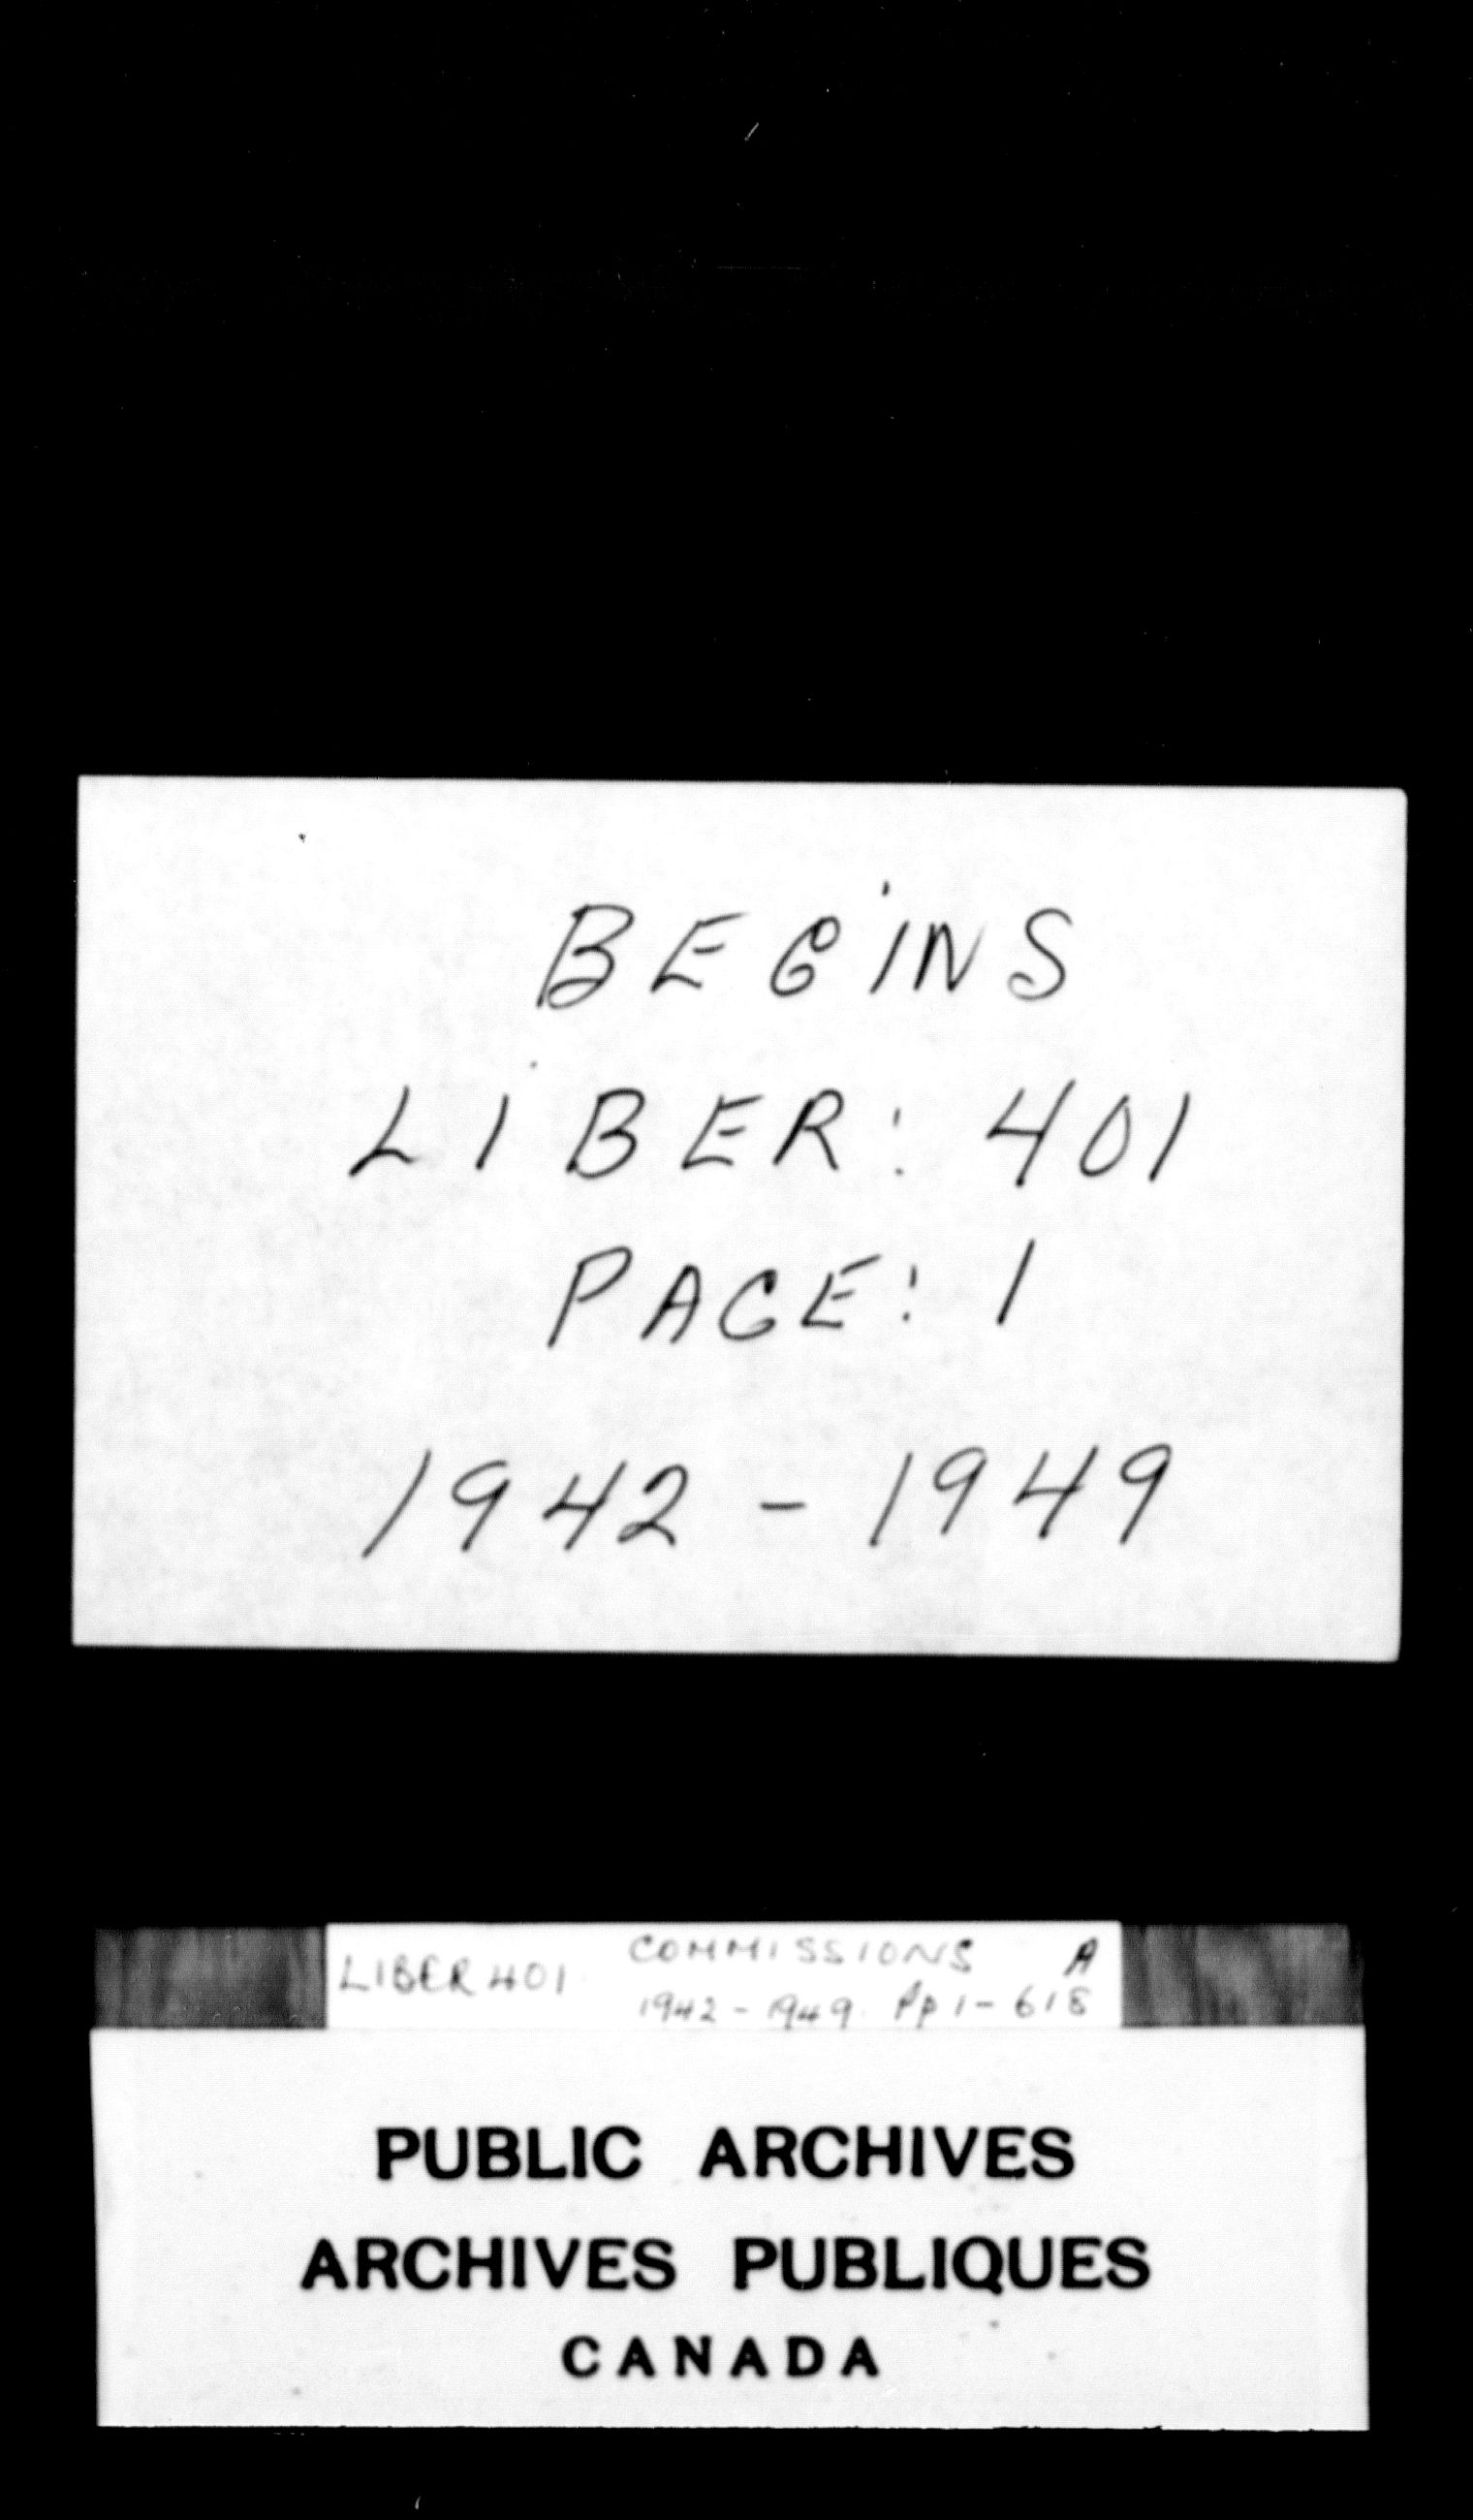 BEGINS
LIBER: 401
PAGE: 1
1942 - 1949
LIBER 401 COMMISSIONS A
1942 - 1949. Pp 1 - 618
PUBLIC ARCHIVES
ARCHIVES PUBLIQUES
CANADA